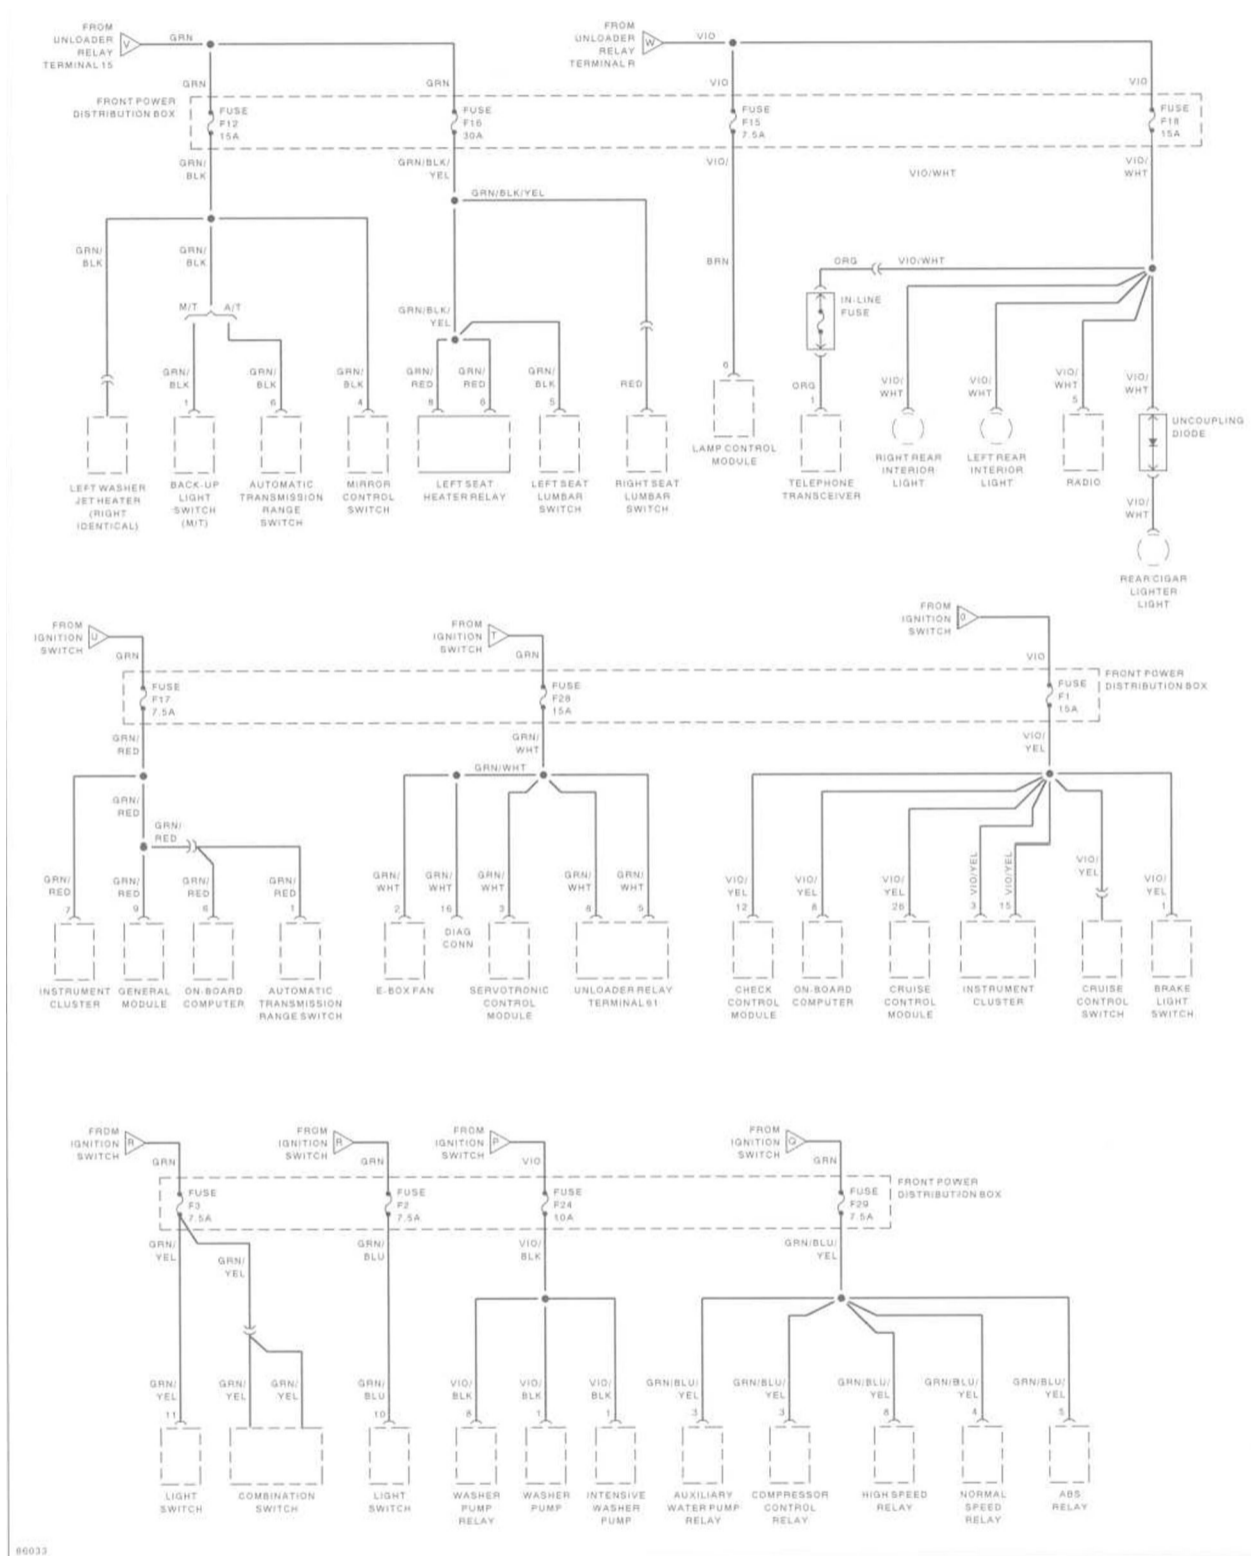 FROM
UNLOADER
RELAY
TERMINAL 15
V
GRN
FROM
UNLOADER
RELAY
TERMINAL R
W
VIO
GRN
GRN
VIO
VIO
FRONT POWER
DISTRIBUTION BOX
FUSE
F12
15A
FUSE
F16
30A
FUSE
F15
7.5A
FUSE
F18
15A
GRN/
BLK
GRN/BLK/
YEL
VIO/
VIO/WHT
VIO/
WHT
GRN/BLK/YEL
GRN/
BLK
GRN/
BLK
BRN
ORG
VIO/WHT
IN-LINE
FUSE
M/T
A/T
GRN/BLK/
YEL
GRN/
BLK
1
GRN/
BLK
6
GRN/
BLK
4
GRN/
RED
8
GRN/
RED
6
GRN/
BLK
5
RED
6
ORG
1
VIO/
WHT
VIO/
WHT
VIO/
WHT
5
VIO/
WHT
UNCOUPLING
DIODE
LEFT WASHER
JET HEATER
(RIGHT
IDENTICAL)
BACK-UP
LIGHT
SWITCH
(M/T)
AUTOMATIC
TRANSMISSION
RANGE
SWITCH
MIRROR
CONTROL
SWITCH
LEFT SEAT
HEATER RELAY
LEFT SEAT
LUMBAR
SWITCH
RIGHT SEAT
LUMBAR
SWITCH
LAMP CONTROL
MODULE
TELEPHONE
TRANSCEIVER
RIGHT REAR
INTERIOR
LIGHT
LEFT REAR
INTERIOR
LIGHT
RADIO
VIO/
WHT
REAR CIGAR
LIGHTER
LIGHT
FROM
IGNITION
SWITCH
U
GRN
FROM
IGNITION
SWITCH
T
GRN
FROM
IGNITION
SWITCH
VIO
FUSE
F17
7.5A
FUSE
F28
15A
FUSE
F1
15A
FRONT POWER
DISTRIBUTION BOX
GRN/
RED
GRN/
WHT
VIO/
YEL
GRN/WHT
GRN/
RED
GRN/
RED
GRN/
RED
7
GRN/
RED
9
GRN/
RED
6
GRN/
RED
1
GRN/
WHT
2
GRN/
WHT
16
GRN/
WHT
3
GRN/
WHT
8
GRN/
WHT
5
VIO/
YEL
12
VIO/
YEL
8
VIO/
YEL
26
VIO/YEL
3
VIO/YEL
15
VIO/
YEL
VIO/
YEL
1
DIAG
CONN
INSTRUMENT
CLUSTER
GENERAL
MODULE
ON-BOARD
COMPUTER
AUTOMATIC
TRANSMISSION
RANGE SWITCH
E-BOX FAN
SERVOTRONIC
CONTROL
MODULE
UNLOADER RELAY
TERMINAL 61
CHECK
CONTROL
MODULE
ON-BOARD
COMPUTER
CRUISE
CONTROL
MODULE
INSTRUMENT
CLUSTER
CRUISE
CONTROL
SWITCH
BRAKE
LIGHT
SWITCH
FROM
IGNITION
SWITCH
R
GRN
FROM
IGNITION
SWITCH
R
GRN
FROM
IGNITION
SWITCH
P
VIO
FROM
IGNITION
SWITCH
Q
GRN
FUSE
F3
7.5A
FUSE
F2
7.5A
FUSE
F24
10A
FUSE
F29
7.5A
FRONT POWER
DISTRIBUTION BOX
GRN/
YEL
GRN/
YEL
GRN/
BLU
VIO/
BLK
GRN/BLU/
YEL
GRN/
YEL
11
GRN/
YEL
GRN/
YEL
GRN/
BLU
10
VIO/
BLK
8
VIO/
BLK
1
VIO/
BLK
1
GRN/BLU/
YEL
3
GRN/BLU/
YEL
3
GRN/BLU/
YEL
8
GRN/BLU/
YEL
4
GRN/BLU/
YEL
5
LIGHT
SWITCH
COMBINATION
SWITCH
LIGHT
SWITCH
WASHER
PUMP
RELAY
WASHER
PUMP
INTENSIVE
WASHER
PUMP
AUXILIARY
WATER PUMP
RELAY
COMPRESSOR
CONTROL
RELAY
HIGH SPEED
RELAY
NORMAL
SPEED
RELAY
ABS
RELAY
86033